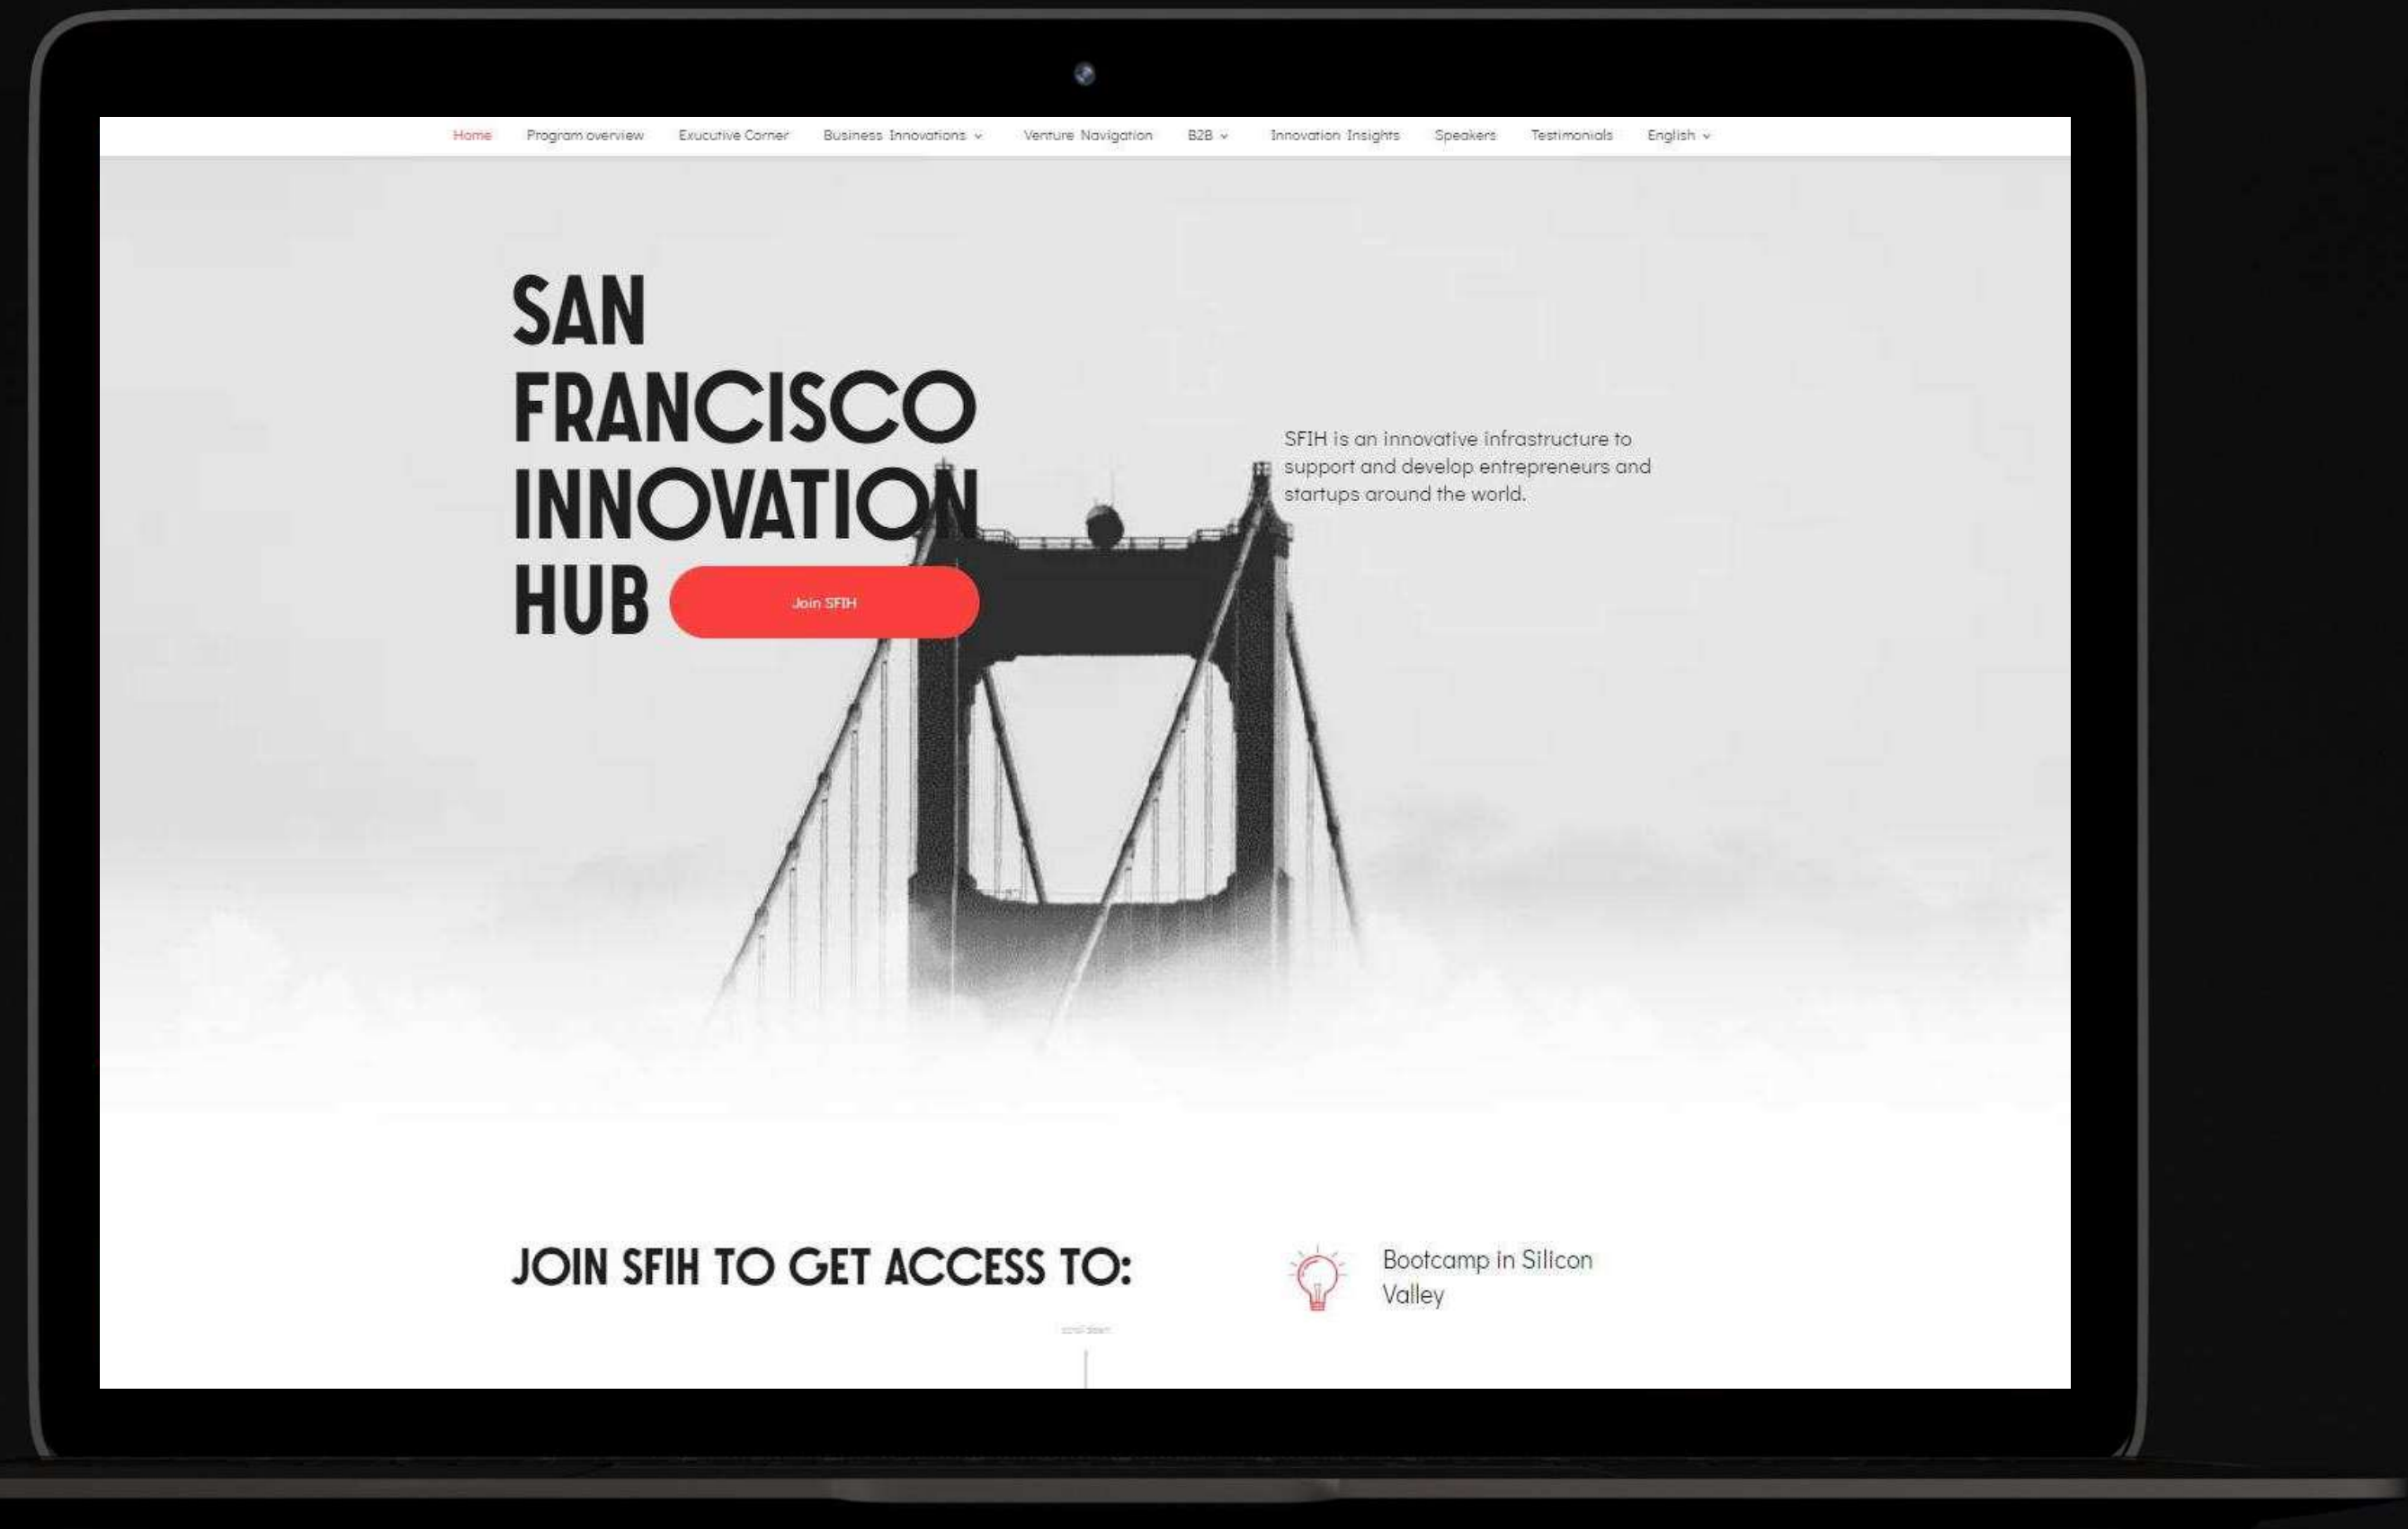 Home Program overview Exucutive Corner Business Innovations Venture Navigation B2B Innovation Insights Speakers Testimonials English
SAN
FRANCISCO
INNOVATION
HUB
Join SFIH
SFIH is an innovative infrastructure to
support and develop entrepreneurs and
startups around the world.
JOIN SFIH TO GET ACCESS TO:
Bootcamp in Silicon
Valley
scroll down